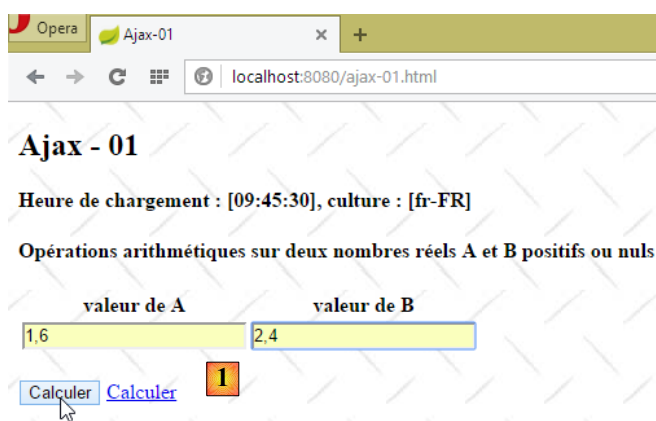 Opera
Ajax-01
localhost:8080/ajax-01.html
Ajax - 01
Heure de chargement : [09:45:30], culture : [fr-FR]
Opérations arithmétiques sur deux nombres réels A et B positifs ou nuls
valeur de A valeur de B
1,6 2,4
Calculer Calculer 1